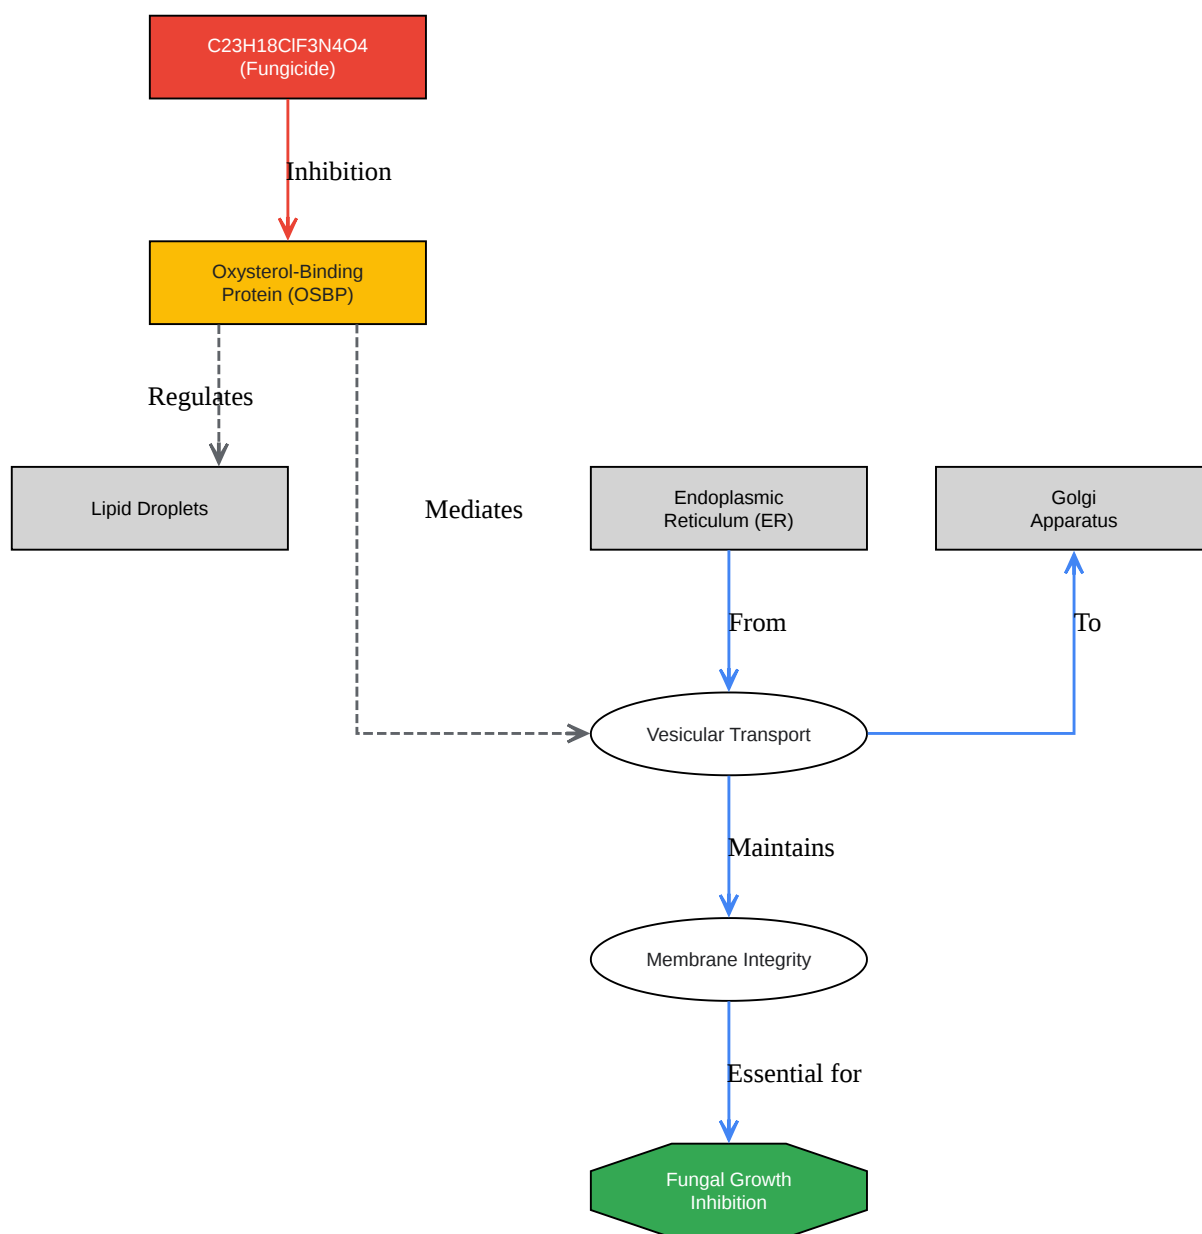 C23H18ClF3N4O4
(Fungicide)
Inhibition
Oxysterol-Binding
Protein (OSBP)
Regulates
Lipid Droplets
Mediates
Endoplasmic
Reticulum (ER)
Golgi
Apparatus
From
To
Vesicular Transport
Maintains
Membrane Integrity
Essential for
Fungal Growth
Inhibition